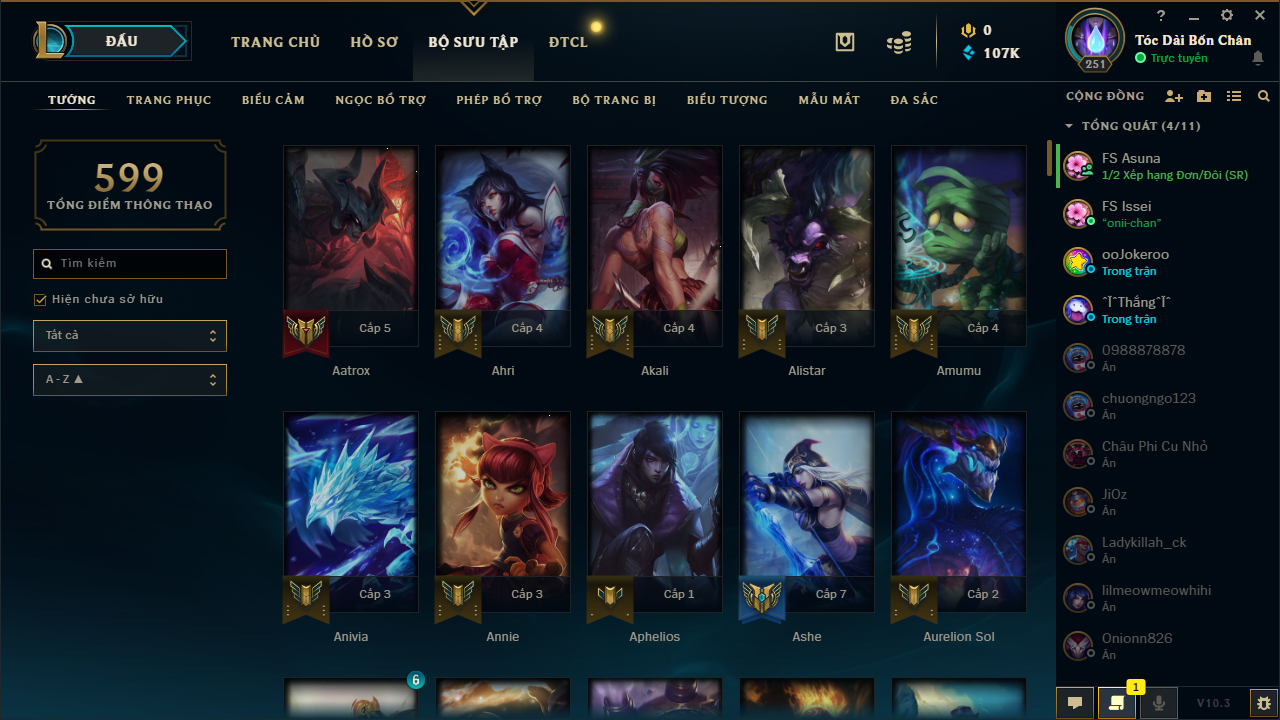 ĐẤU
TRANG CHỦ
HỒ SƠ
BỘ SƯU TẬP
ĐTCL
0
107K
251
?
Tóc Dài Bốn Chân
Trực tuyến
TƯỚNG
TRANG PHỤC
BIỂU CẢM
NGỌC BỔ TRỢ
PHÉP BỔ TRỢ
BỘ TRANG BỊ
BIỂU TƯỢNG
MẪU MẮT
ĐA SẮC
599
TỔNG ĐIỂM THÔNG THẠO
Tìm kiếm
Hiện chưa sở hữu
Tất cả
A - Z ▲
Cấp 5
Cấp 4
Cấp 4
Cấp 3
Cấp 4
Aatrox
Ahri
Akali
Alistar
Amumu
Cấp 3
Cấp 3
Cấp 1
Cấp 7
Cấp 2
Anivia
Annie
Aphelios
Ashe
Aurelion Sol
6
CỘNG ĐỒNG
TỔNG QUÁT (4/11)
FS Asuna
1/2 Xếp hạng Đơn/Đôi (SR)
FS Issei
“onii-chan”
ooJokeroo
Trong trận
ˆÏˆThắngˆÏˆ
Trong trận
0988878878
Ẩn
chuongngo123
Ẩn
Châu Phi Cu Nhỏ
Ẩn
JiOz
Ẩn
Ladykillah_ck
Ẩn
lilmeowmeowhihi
Ẩn
Onionn826
Ẩn
1
V10.3